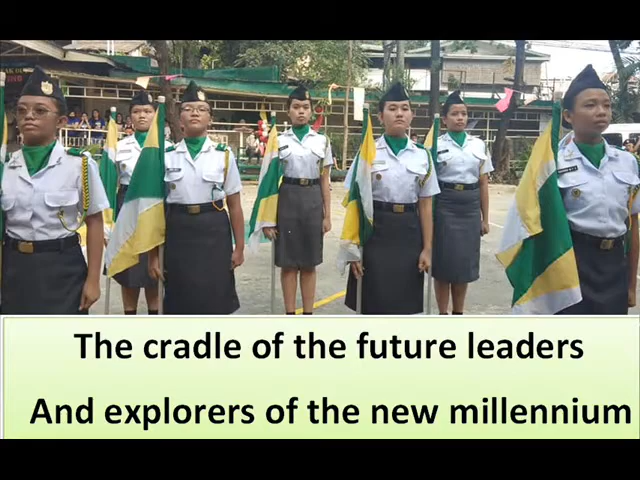 The cradle of the future leaders
And explorers of the new millennium